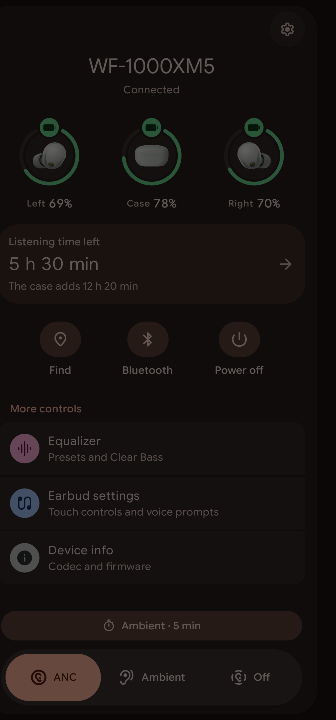 WF-1000XM5
Connected
Left 69% Case 78% Right 70%
Listening time left
5 h 30 min
The case adds 12 h 20 min
Find Bluetooth Power off
More controls
Equalizer
Presets and Clear Bass
Earbud settings
Touch controls and voice prompts
Device info
Codec and firmware
Ambient · 5 min
ANC Ambient Off